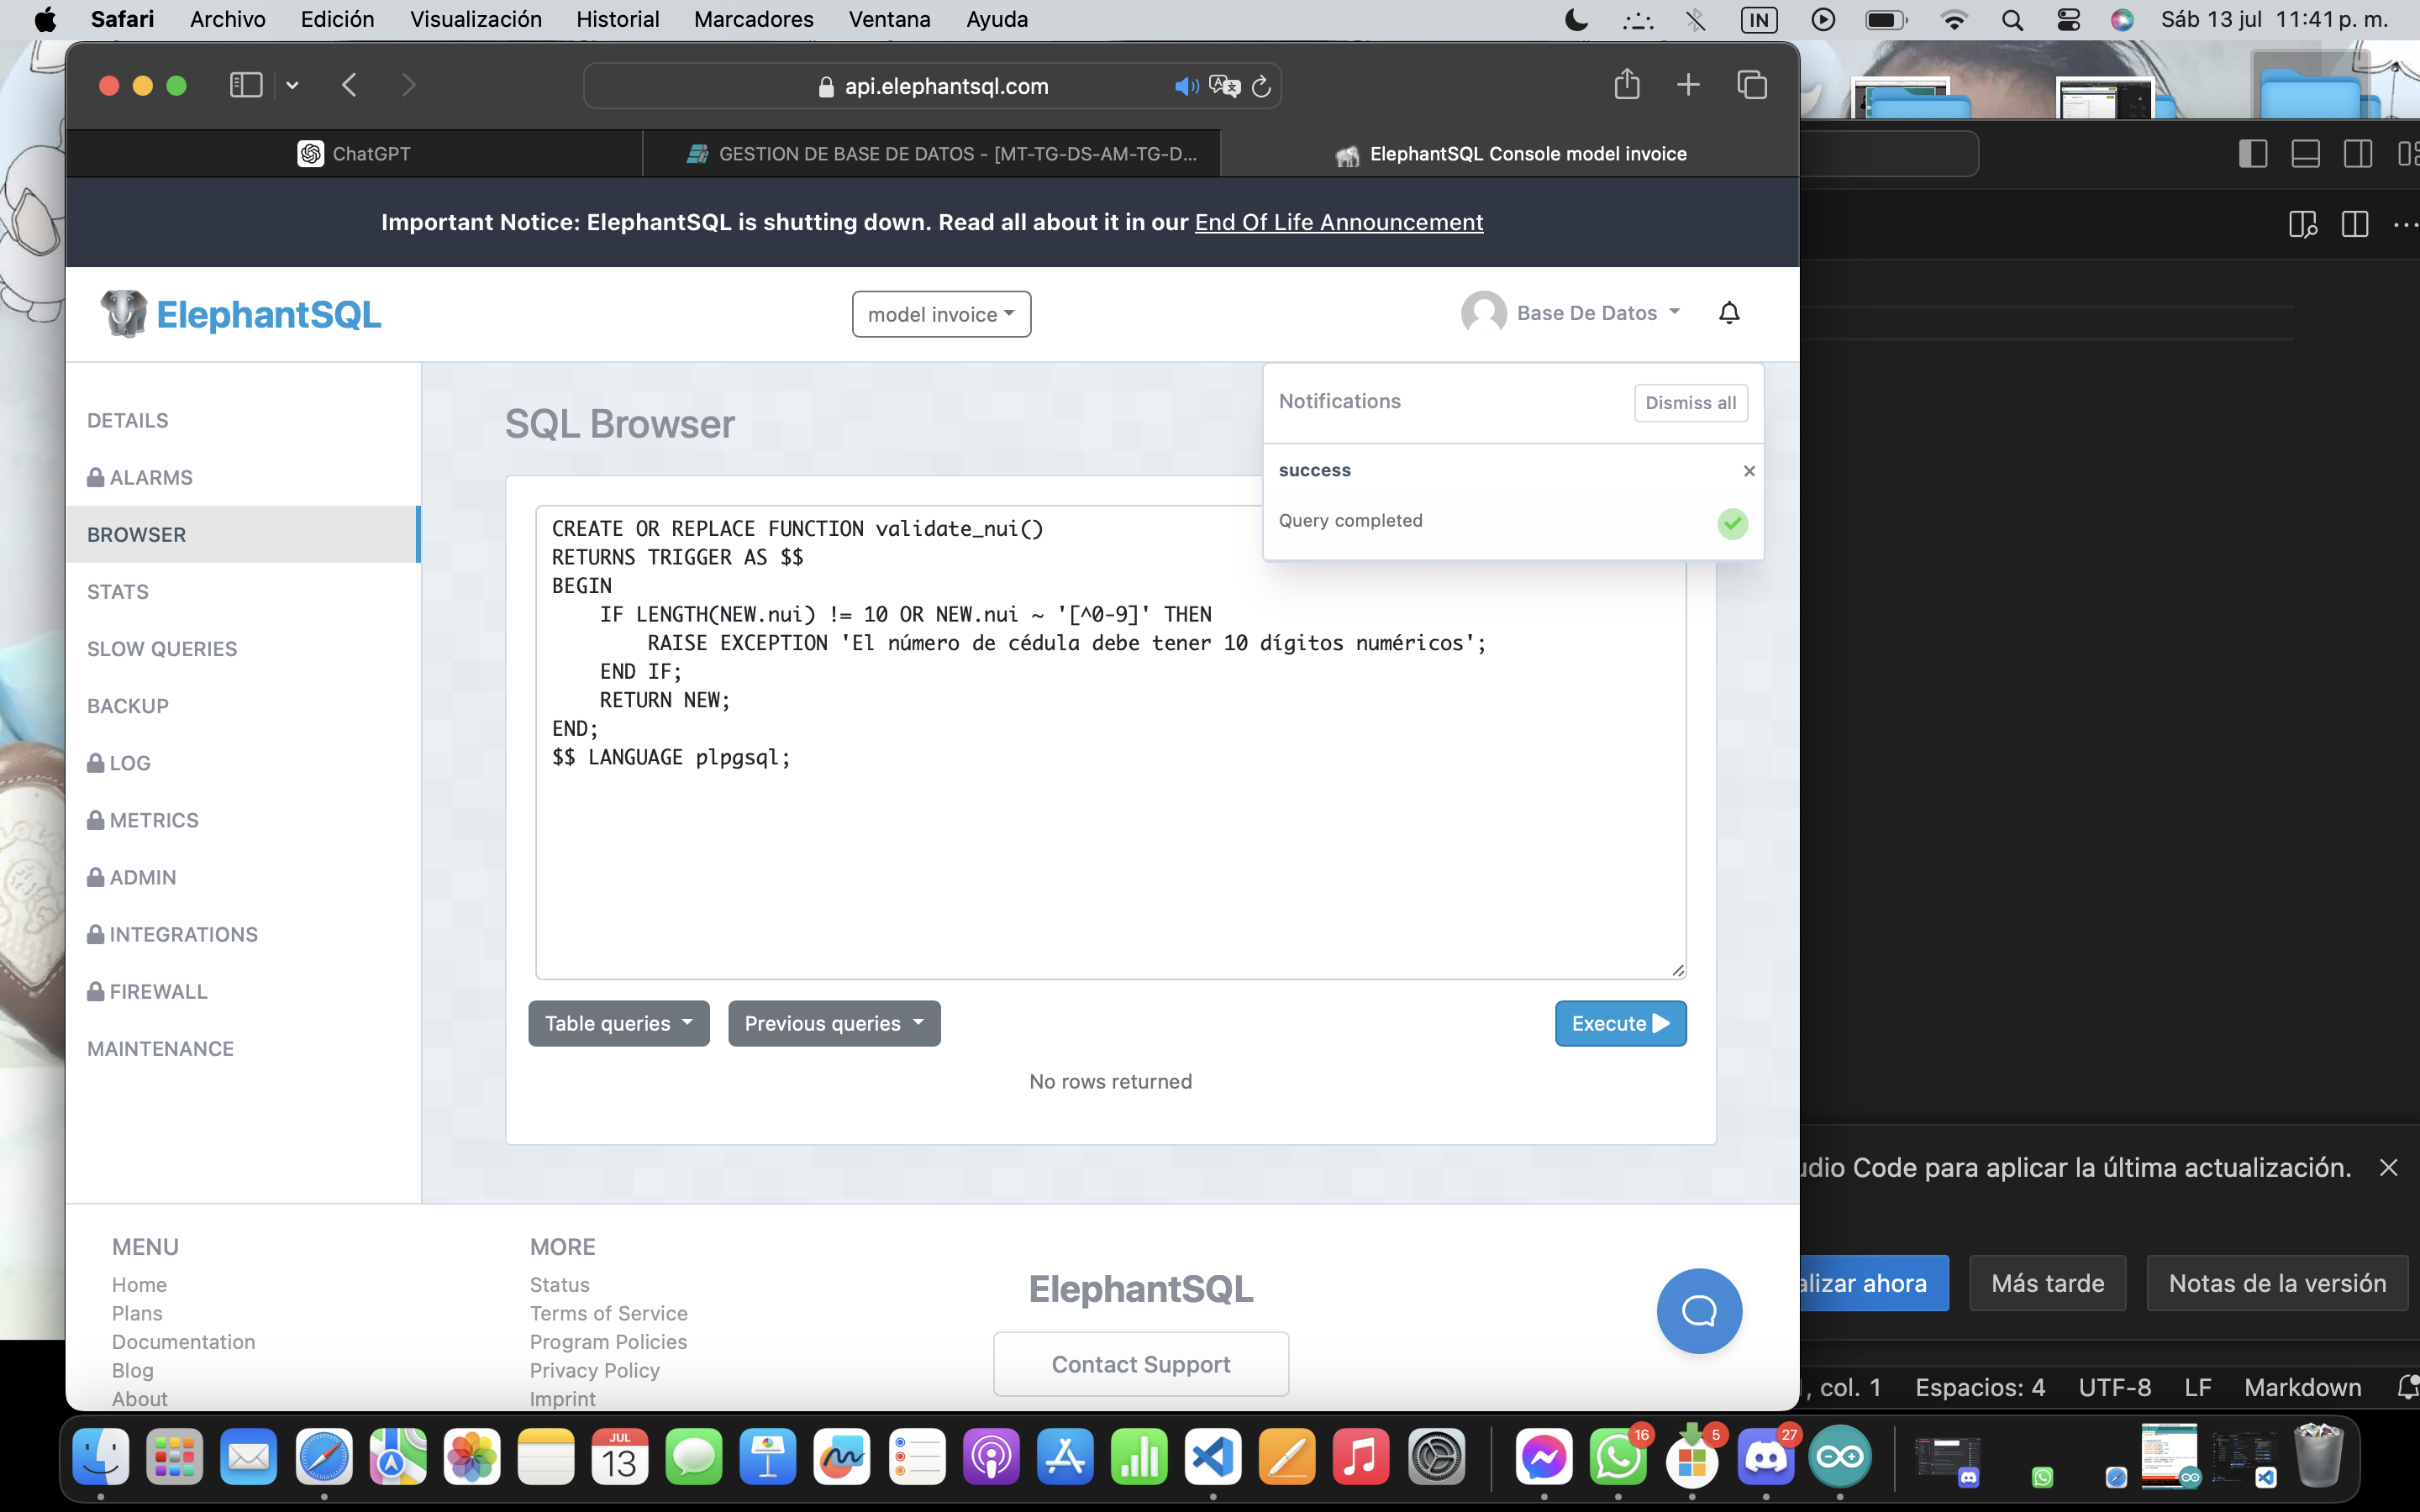 Safari Archivo Edición Visualización Historial Marcadores Ventana Ayuda
IN
Sáb 13 jul 11:41 p. m.
api.elephantsql.com
ChatGPT
GESTION DE BASE DE DATOS - [MT-TG-DS-AM-TG-D...
ElephantSQL Console model invoice
Important Notice: ElephantSQL is shutting down. Read all about it in our End Of Life Announcement
ElephantSQL
model invoice
Base De Datos
DETAILS
ALARMS
BROWSER
STATS
SLOW QUERIES
BACKUP
LOG
METRICS
ADMIN
INTEGRATIONS
FIREWALL
MAINTENANCE
SQL Browser
Notifications
Dismiss all
success
Query completed
CREATE OR REPLACE FUNCTION validate_nui()
RETURNS TRIGGER AS $$
BEGIN
IF LENGTH(NEW.nui) != 10 OR NEW.nui ~ '[^0-9]' THEN
RAISE EXCEPTION 'El número de cédula debe tener 10 dígitos numéricos';
END IF;
RETURN NEW;
END;
$$ LANGUAGE plpgsql;
Table queries
Previous queries
Execute
No rows returned
MENU
Home
Plans
Documentation
Blog
About
MORE
Status
Terms of Service
Program Policies
Privacy Policy
Imprint
ElephantSQL
Contact Support
udio Code para aplicar la última actualización.
alizar ahora
Más tarde
Notas de la versión
, col. 1 Espacios: 4 UTF-8 LF Markdown
JUL
13
16
5
27